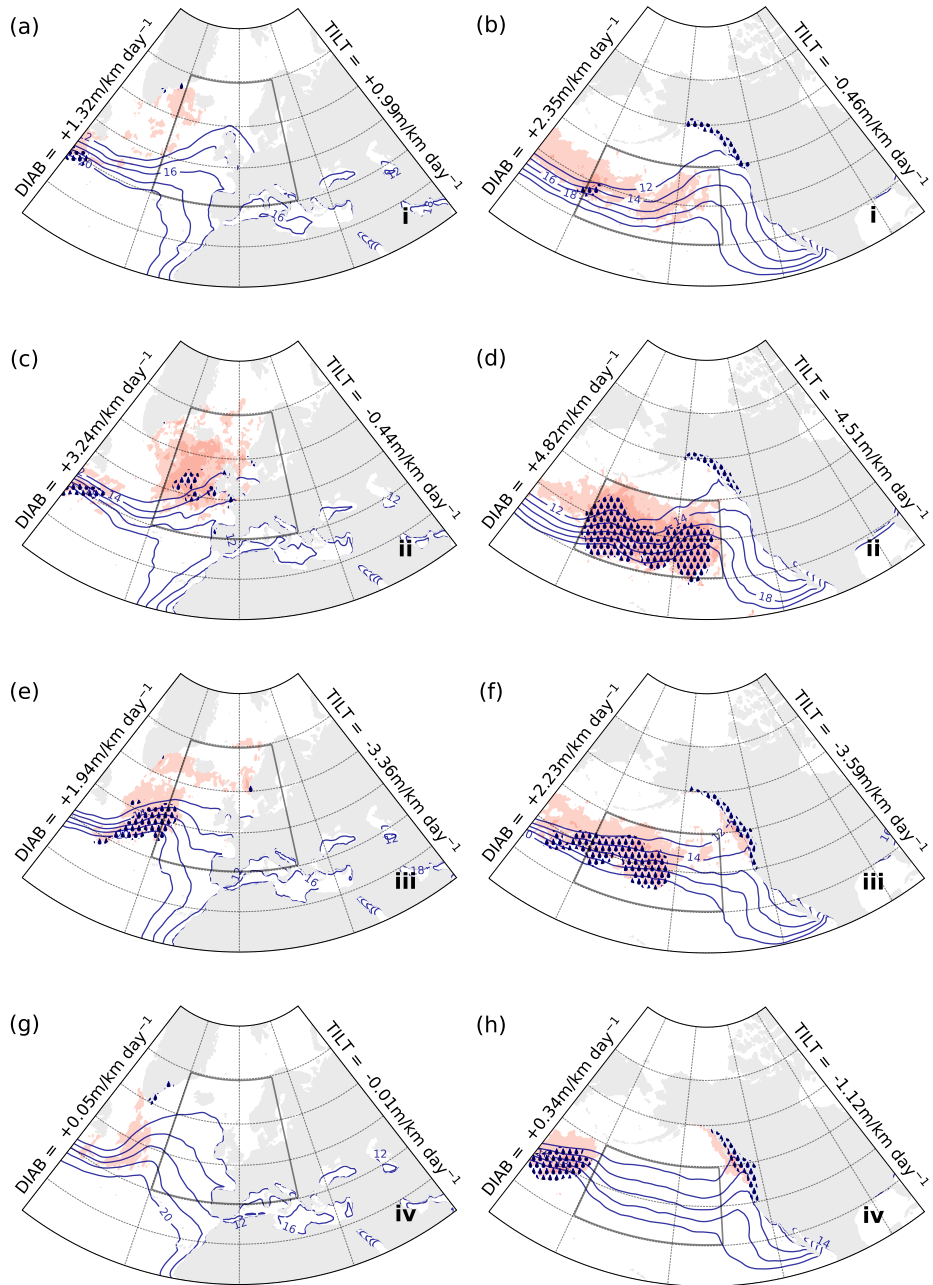 (a)
DIAB = +1.32m/km day⁻¹
TILT = +0.99m/km day⁻¹
16
16
12
18
i
(b)
DIAB = +2.35m/km day⁻¹
TILT = -0.46m/km day⁻¹
12
16
18
14
i
(c)
DIAB = +3.24m/km day⁻¹
TILT = -0.44m/km day⁻¹
14
12
12
ii
(d)
DIAB = +4.82m/km day⁻¹
TILT = -4.51m/km day⁻¹
12
14
18
ii
(e)
DIAB = +1.94m/km day⁻¹
TILT = -3.36m/km day⁻¹
12
16
18
iii
(f)
DIAB = +2.23m/km day⁻¹
TILT = -3.59m/km day⁻¹
12
14
iii
(g)
DIAB = +0.05m/km day⁻¹
TILT = -0.01m/km day⁻¹
12
20
12
16
iv
(h)
DIAB = +0.34m/km day⁻¹
TILT = -1.12m/km day⁻¹
14
iv